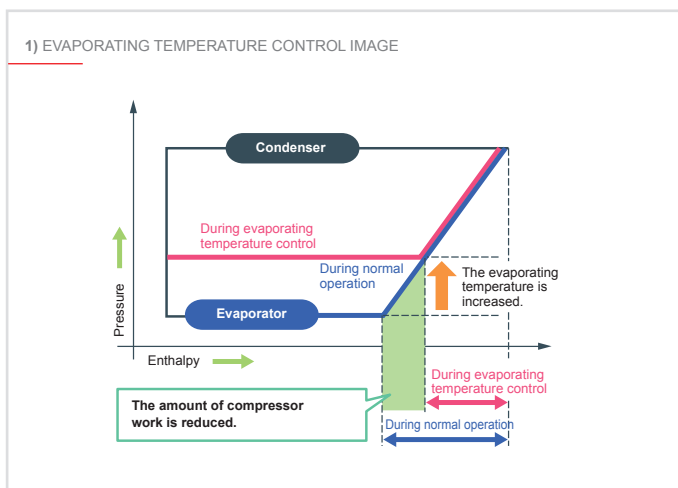 1) EVAPORATING TEMPERATURE CONTROL IMAGE
Condenser
During evaporating
temperature control
During normal
operation
The evaporating
temperature is
increased.
Pressure
Evaporator
Enthalpy
During evaporating
temperature control
The amount of compressor
work is reduced.
During normal operation